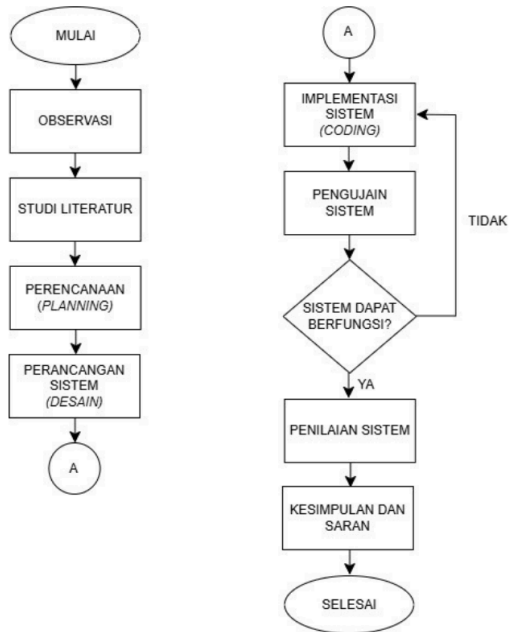 MULAI
OBSERVASI
STUDI LITERATUR
PERENCANAAN
(PLANNING)
PERANCANGAN
SISTEM
(DESAIN)
A
A
IMPLEMENTASI
SISTEM
(CODING)
PENGUJAIN
SISTEM
TIDAK
SISTEM DAPAT
BERFUNGSI?
YA
PENILAIAN SISTEM
KESIMPULAN DAN
SARAN
SELESAI